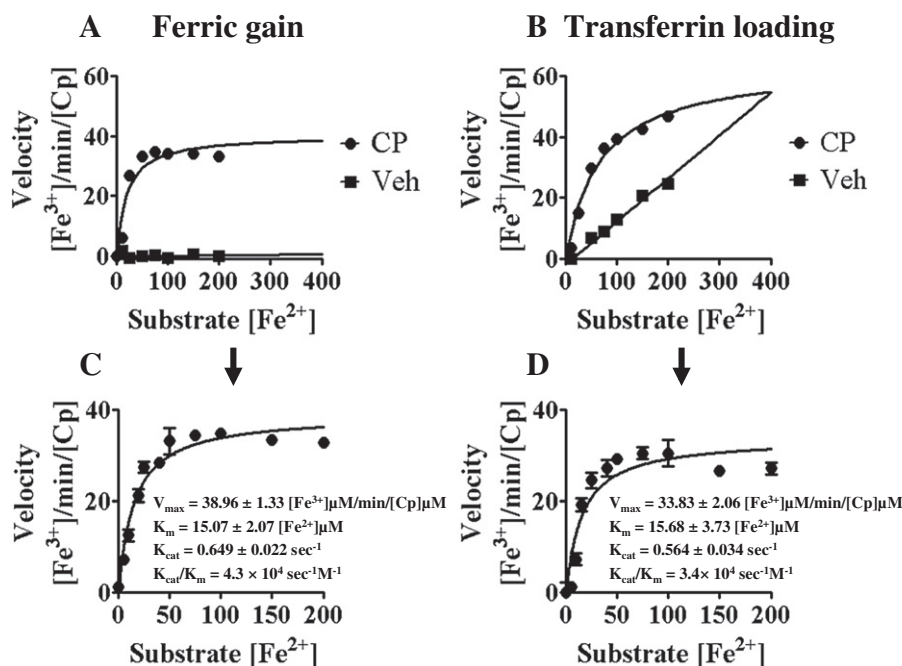 A Ferric gain
B Transferrin loading
Velocity
[Fe³⁺]/min/[Cp]
60
40
20
0
0 100 200 300 400
Substrate [Fe²⁺]
CP
Veh
Velocity
[Fe³⁺]/min/[Cp]
60
40
20
0
0 100 200 300 400
Substrate [Fe²⁺]
CP
Veh
C
Velocity
[Fe³⁺]/min/[Cp]
40
20
0
Vmax = 38.96 ± 1.33 [Fe³⁺]µM/min/[Cp]µM
Km = 15.07 ± 2.07 [Fe²⁺]µM
Kcat = 0.649 ± 0.022 sec⁻¹
Kcat/Km = 4.3 × 10⁴ sec⁻¹M⁻¹
0 50 100 150 200
Substrate [Fe²⁺]
D
Velocity
[Fe³⁺]/min/[Cp]
40
20
0
Vmax = 33.83 ± 2.06 [Fe³⁺]µM/min/[Cp]µM
Km = 15.68 ± 3.73 [Fe²⁺]µM
Kcat = 0.564 ± 0.034 sec⁻¹
Kcat/Km = 3.4× 10⁴ sec⁻¹M⁻¹
0 50 100 150 200
Substrate [Fe²⁺]